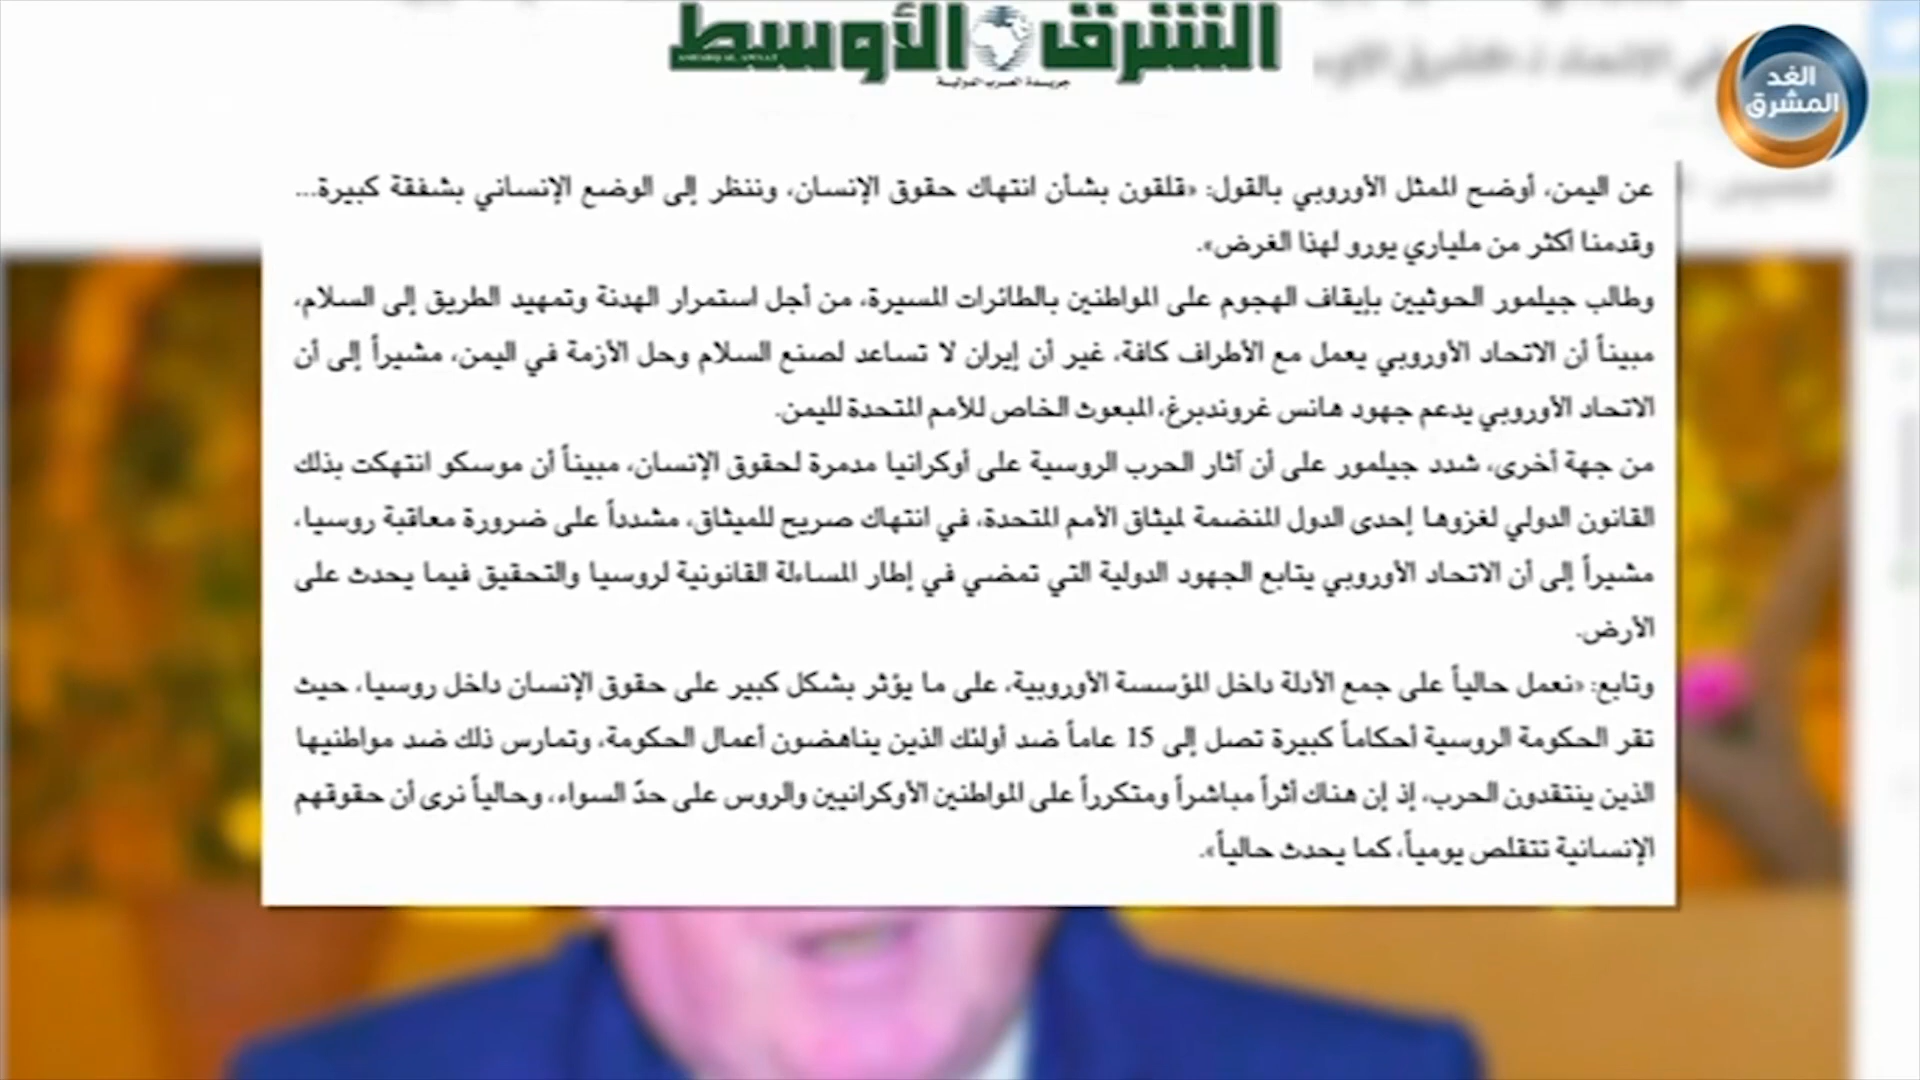 الشرق الأوسط
جريدة العرب الدولية
ASHARQ AL AWSAT
الغد
المشرق
عن اليمن، أوضح الممثل الأوروبي بالقول: «قلقون بشأن انتهاك حقوق الإنسان، وننظر إلى الوضع الإنساني بشفقة كبيرة...
وقدمنا أكثر من ملياري يورو لهذا الغرض».
وطالب جيلمور الحوثيين بإيقاف الهجوم على المواطنين بالطائرات المسيرة، من أجل استمرار الهدنة وتمهيد الطريق إلى السلام،
مبيناً أن الاتحاد الأوروبي يعمل مع الأطراف كافة، غير أن إيران لا تساعد لصنع السلام وحل الأزمة في اليمن، مشيراً إلى أن
الاتحاد الأوروبي يدعم جهود هانس غروندبرغ، المبعوث الخاص للأمم المتحدة لليمن.
من جهة أخرى، شدد جيلمور على أن آثار الحرب الروسية على أوكرانيا مدمرة لحقوق الإنسان، مبيناً أن موسكو انتهكت بذلك
القانون الدولي لغزوها إحدى الدول المنضمة لميثاق الأمم المتحدة، في انتهاك صريح للميثاق، مشدداً على ضرورة معاقبة روسيا،
مشيراً إلى أن الاتحاد الأوروبي يتابع الجهود الدولية التي تمضي في إطار المساءلة القانونية لروسيا والتحقيق فيما يحدث على
الأرض.
وتابع: «نعمل حالياً على جمع الأدلة داخل المؤسسة الأوروبية، على ما يؤثر بشكل كبير على حقوق الإنسان داخل روسيا، حيث
تقر الحكومة الروسية أحكاماً كبيرة تصل إلى 15 عاماً ضد أولئك الذين يناهضون أعمال الحكومة، وتمارس ذلك ضد مواطنيها
الذين ينتقدون الحرب، إذ إن هناك أثراً مباشراً ومتكرراً على المواطنين الأوكرانيين والروس على حدّ السواء، وحالياً نرى أن حقوقهم
الإنسانية تتقلص يومياً، كما يحدث حالياً».